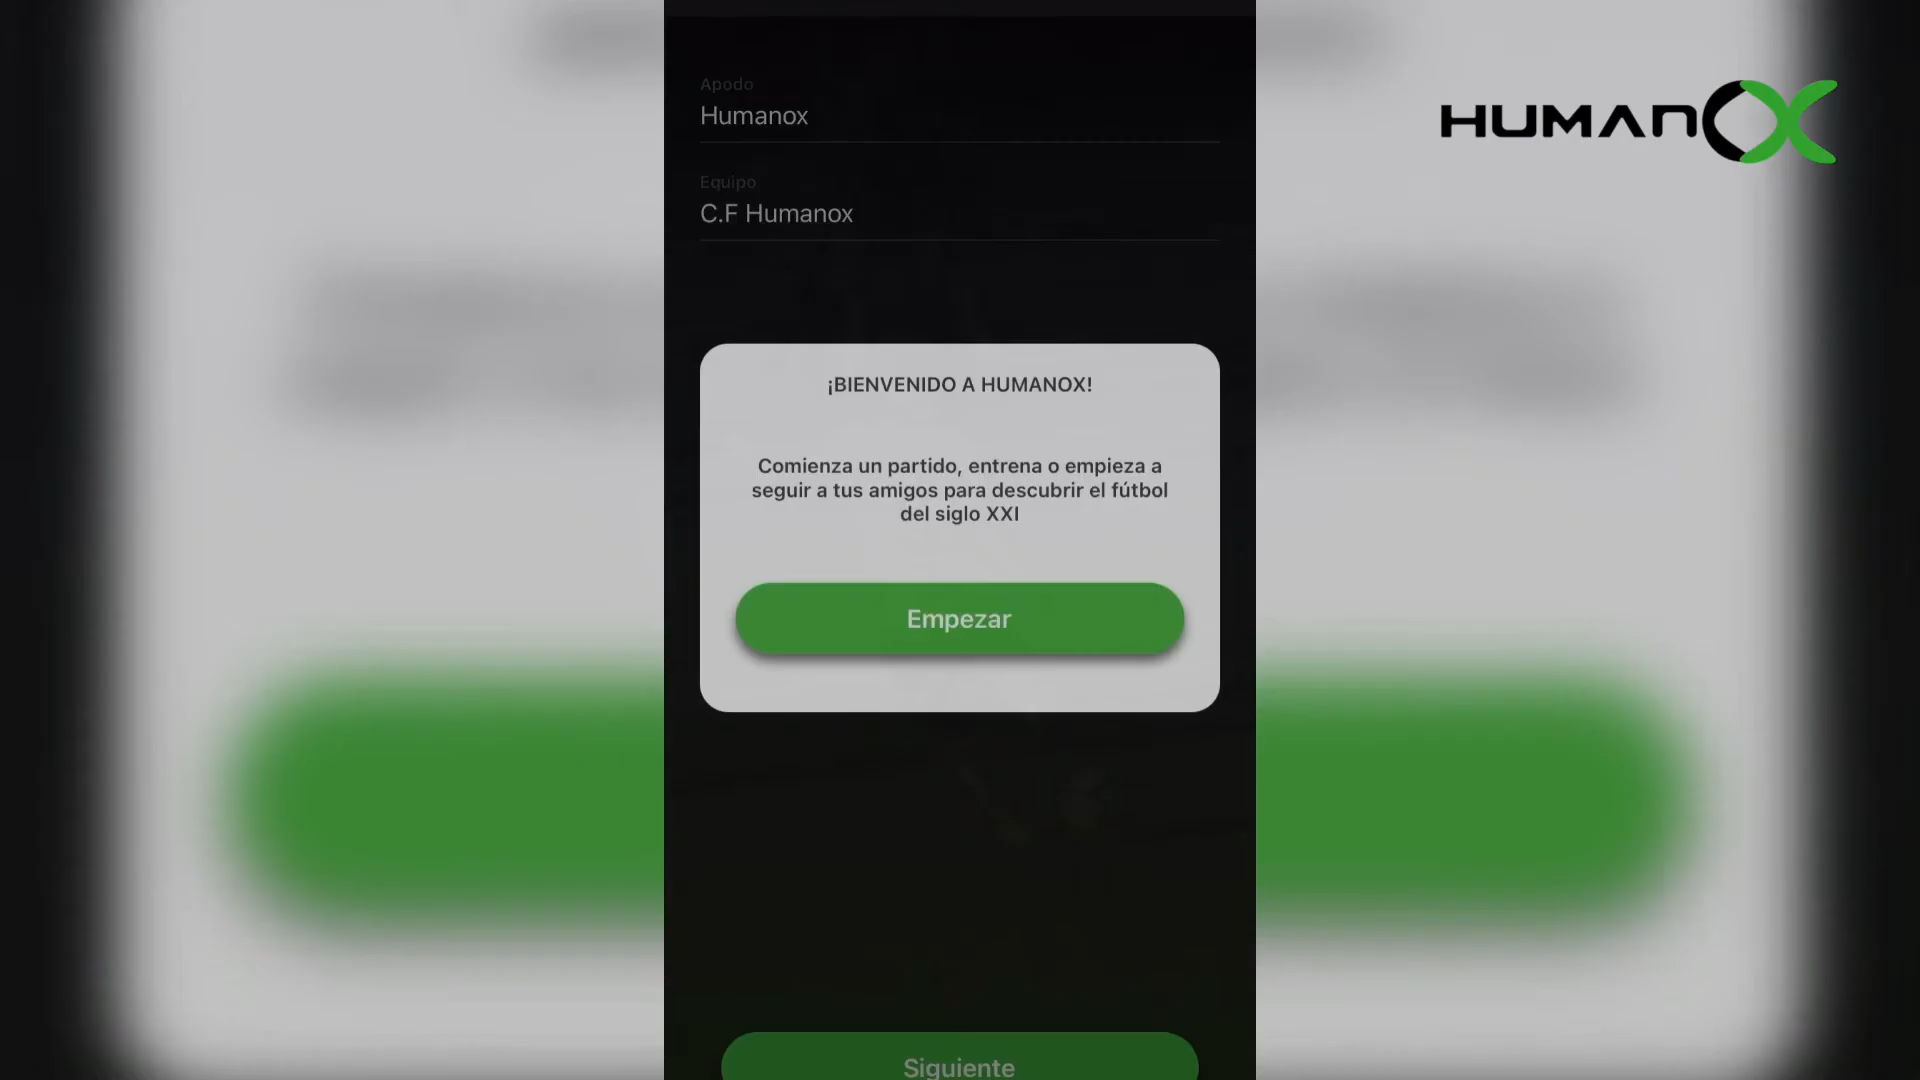 Apodo
Humanox
HUMANOX
Equipo
C.F Humanox
¡BIENVENIDO A HUMANOX!
Comienza un partido, entrena o empieza a
seguir a tus amigos para descubrir el fútbol
del siglo XXI
Empezar
Siguiente